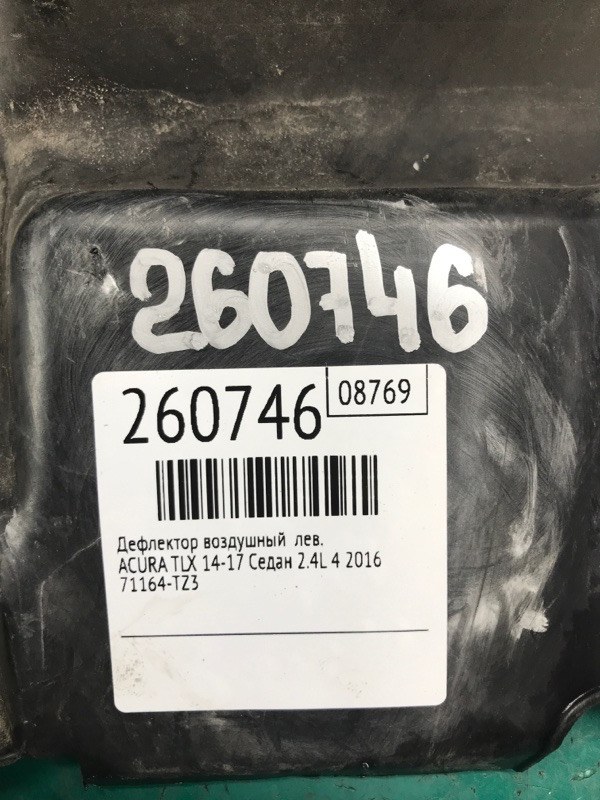 260746
260746 08769
Дефлектор воздушный лев.
ACURA TLX 14-17 Седан 2.4L 4 2016
71164-TZ3